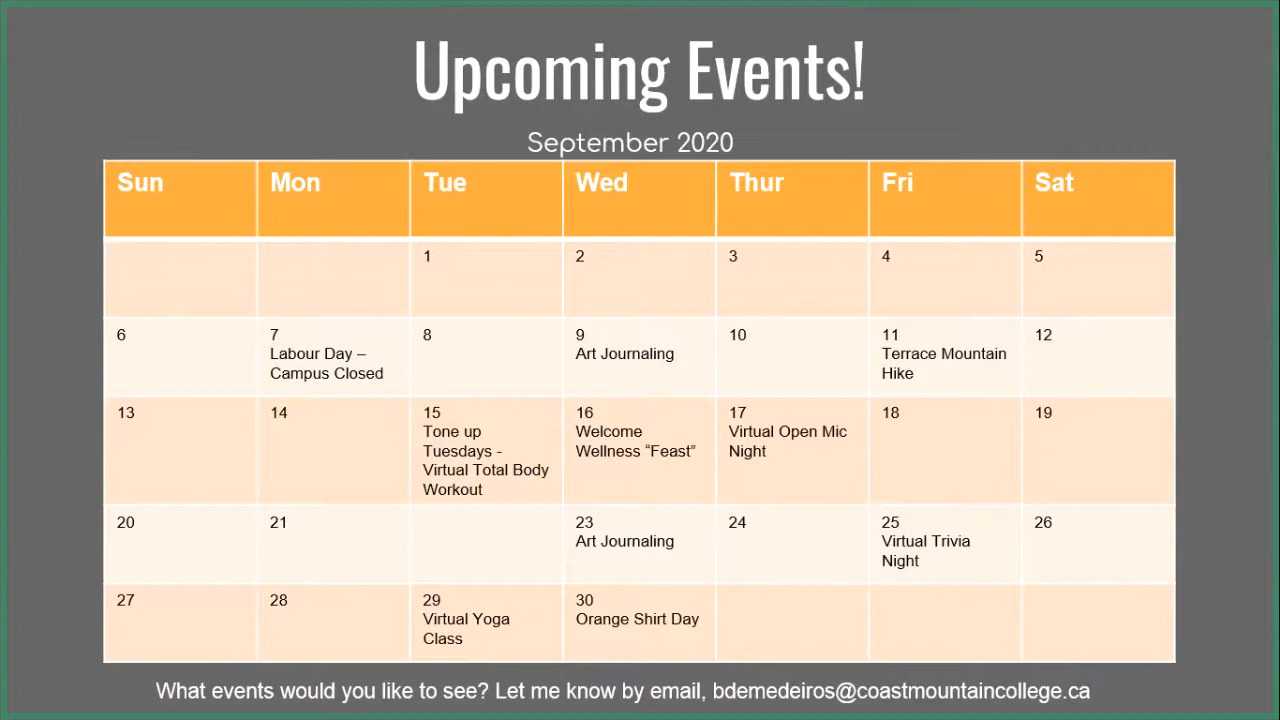 Upcoming Events!
September 2020
Sun Mon Tue Wed Thur Fri Sat
1 2 3 4 5
6
7
Labour Day –
Campus Closed
8
9
Art Journaling
10
11
Terrace Mountain
Hike
12
13
14
15
Tone up
Tuesdays -
Virtual Total Body
Workout
16
Welcome
Wellness “Feast”
17
Virtual Open Mic
Night
18
19
20
21
23
Art Journaling
24
25
Virtual Trivia
Night
26
27
28
29
Virtual Yoga
Class
30
Orange Shirt Day
What events would you like to see? Let me know by email, bdemedeiros@coastmountaincollege.ca